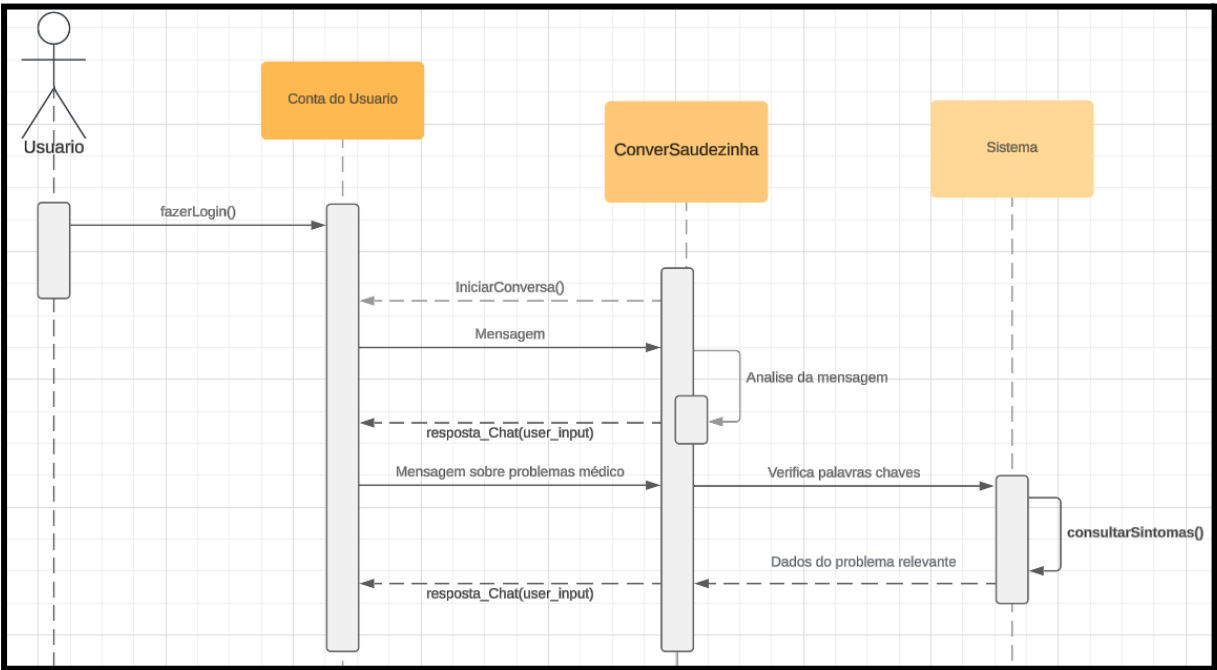 Conta do Usuario
Usuario
ConverSaudezinha
Sistema
fazerLogin()
IniciarConversa()
Mensagem
Analise da mensagem
resposta_Chat(user_input)
Mensagem sobre problemas médico
Verifica palavras chaves
consultarSintomas()
Dados do problema relevante
resposta_Chat(user_input)